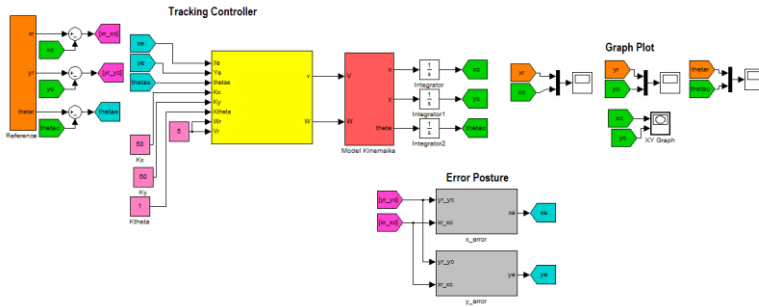 Tracking Controller
xr
xc
[xr_xc]
yr
yc
[yr_yc]
thetar
thetac
thetae
Reference
xe
ye
thetae
50
Kx
50
Ky
1
Ktheta
5
Xe
Ye
thetae
Kx
Ky
Ktheta
Wr
Vr
v
W
V
W
x
y
theta
Model Kinematika
1
s
Integrator
1
s
Integrator1
1
s
Integrator2
xc
yc
thetac
Graph Plot
xr
xc
yr
yc
thetar
thetac
xc
yc
XY Graph
Error Posture
[yr_yc]
[xr_xc]
yr_yc
xr_xc
xe
x_error
xe
yr_yc
xr_xc
ye
y_error
ye